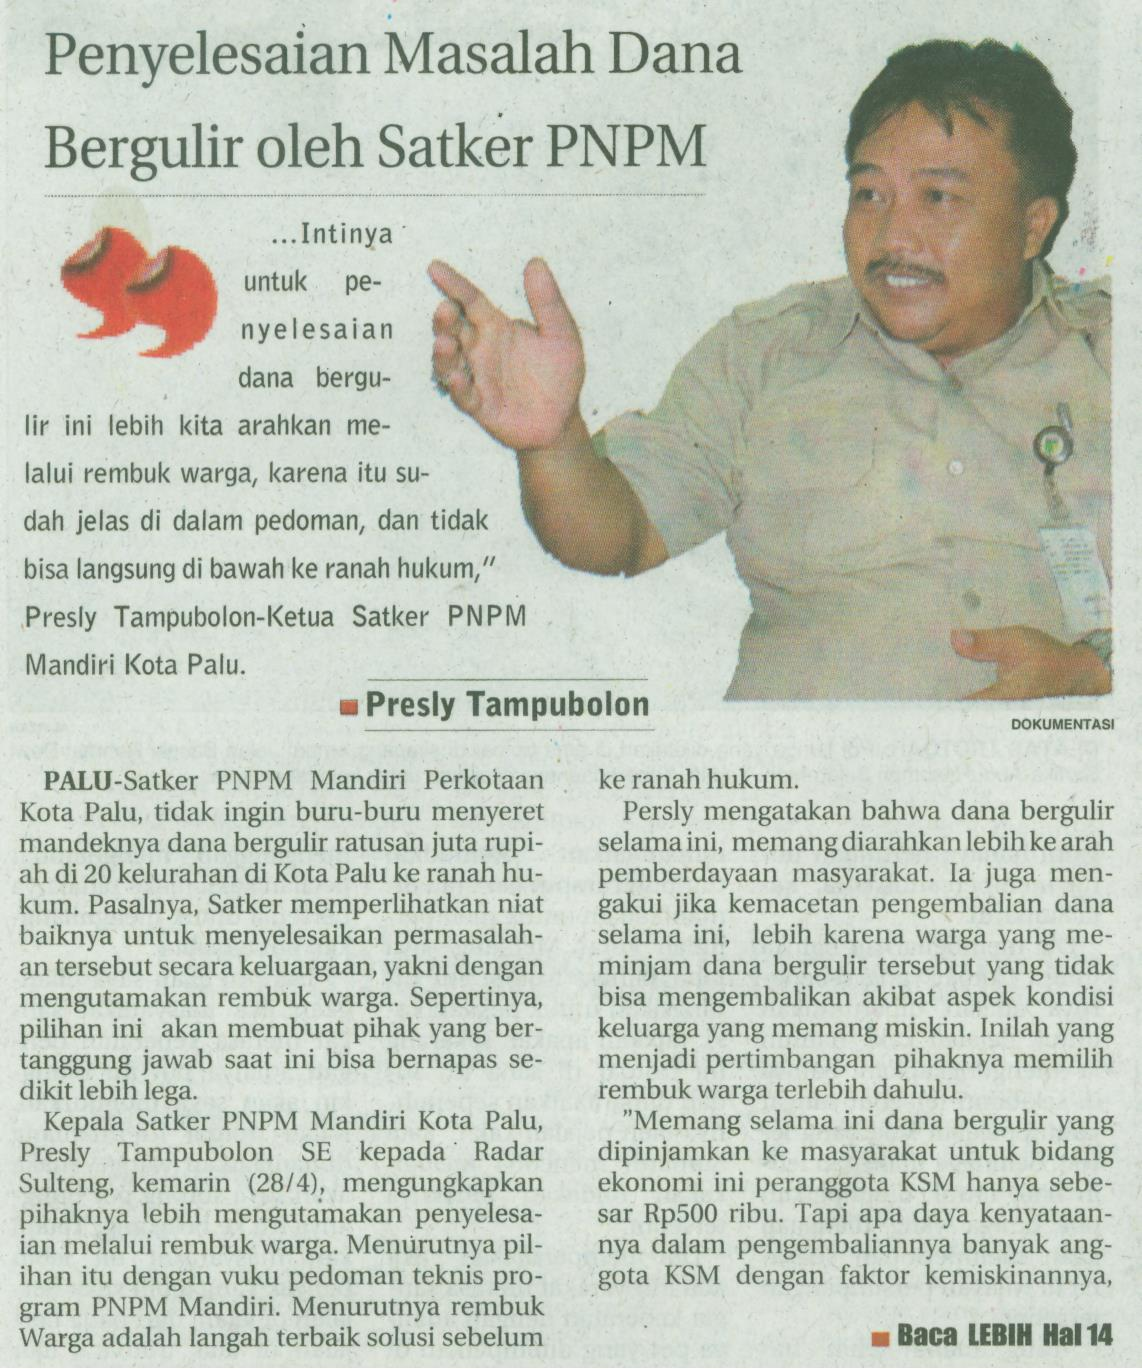 Penyelesaian Masalah Dana
Bergulir oleh Satker PNPM
...Intinya
untuk pe-
nyelesaian
dana bergu-
lir ini lebih kita arahkan me-
lalui rembuk warga, karena itu su-
dah jelas di dalam pedoman, dan tidak
bisa langsung di bawah ke ranah hukum,”
Presly Tampubolon-Ketua Satker PNPM
Mandiri Kota Palu.
Presly Tampubolon
DOKUMENTASI
PALU-Satker PNPM Mandiri Perkotaan
Kota Palu, tidak ingin buru-buru menyeret
mandeknya dana bergulir ratusan juta rupi-
ah di 20 kelurahan di Kota Palu ke ranah hu-
kum. Pasalnya, Satker memperlihatkan niat
baiknya untuk menyelesaikan permasalah-
an tersebut secara keluargaan, yakni dengan
mengutamakan rembuk warga. Sepertinya,
pilihan ini akan membuat pihak yang ber-
tanggung jawab saat ini bisa bernapas se-
dikit lebih lega.
Kepala Satker PNPM Mandiri Kota Palu,
Presly Tampubolon SE kepada Radar
Sulteng, kemarin (28/4), mengungkapkan
pihaknya lebih mengutamakan penyelesa-
ian melalui rembuk warga. Menurutnya pil-
ihan itu dengan vuku pedoman teknis pro-
gram PNPM Mandiri. Menurutnya rembuk
Warga adalah langah terbaik solusi sebelum
ke ranah hukum.
Persly mengatakan bahwa dana bergulir
selama ini, memang diarahkan lebih ke arah
pemberdayaan masyarakat. Ia juga men-
gakui jika kemacetan pengembalian dana
selama ini, lebih karena warga yang me-
minjam dana bergulir tersebut yang tidak
bisa mengembalikan akibat aspek kondisi
keluarga yang memang miskin. Inilah yang
menjadi pertimbangan pihaknya memilih
rembuk warga terlebih dahulu.
”Memang selama ini dana bergulir yang
dipinjamkan ke masyarakat untuk bidang
ekonomi ini peranggota KSM hanya sebe-
sar Rp500 ribu. Tapi apa daya kenyataan-
nya dalam pengembaliannya banyak ang-
gota KSM dengan faktor kemiskinannya,
Baca LEBIH Hal 14